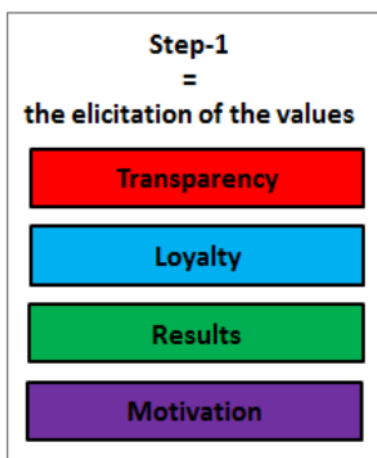 Step-1
=
the elicitation of the values
Transparency
Loyalty
Results
Motivation